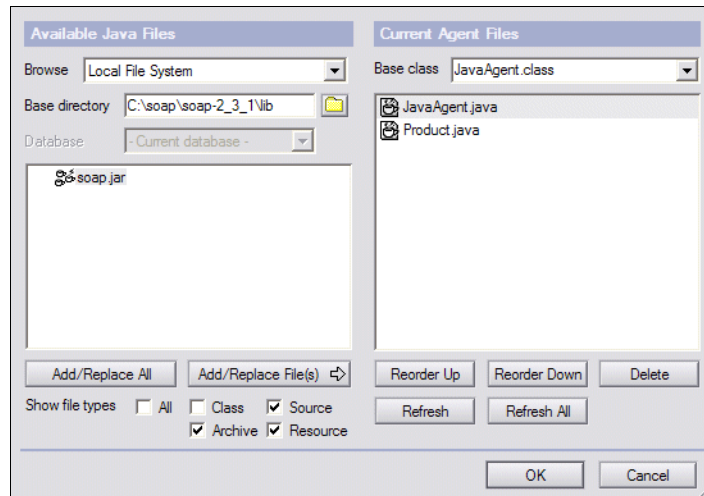 Available Java Files
Current Agent Files
Browse Local File System
Base class JavaAgent.class
Base directory C:\soap\soap-2_3_1\lib
Database - Current database -
soap.jar
JavaAgent.java
Product.java
Add/Replace All Add/Replace File(s)
Reorder Up Reorder Down Delete
Show file types All Class Source
Archive Resource
Refresh Refresh All
OK Cancel